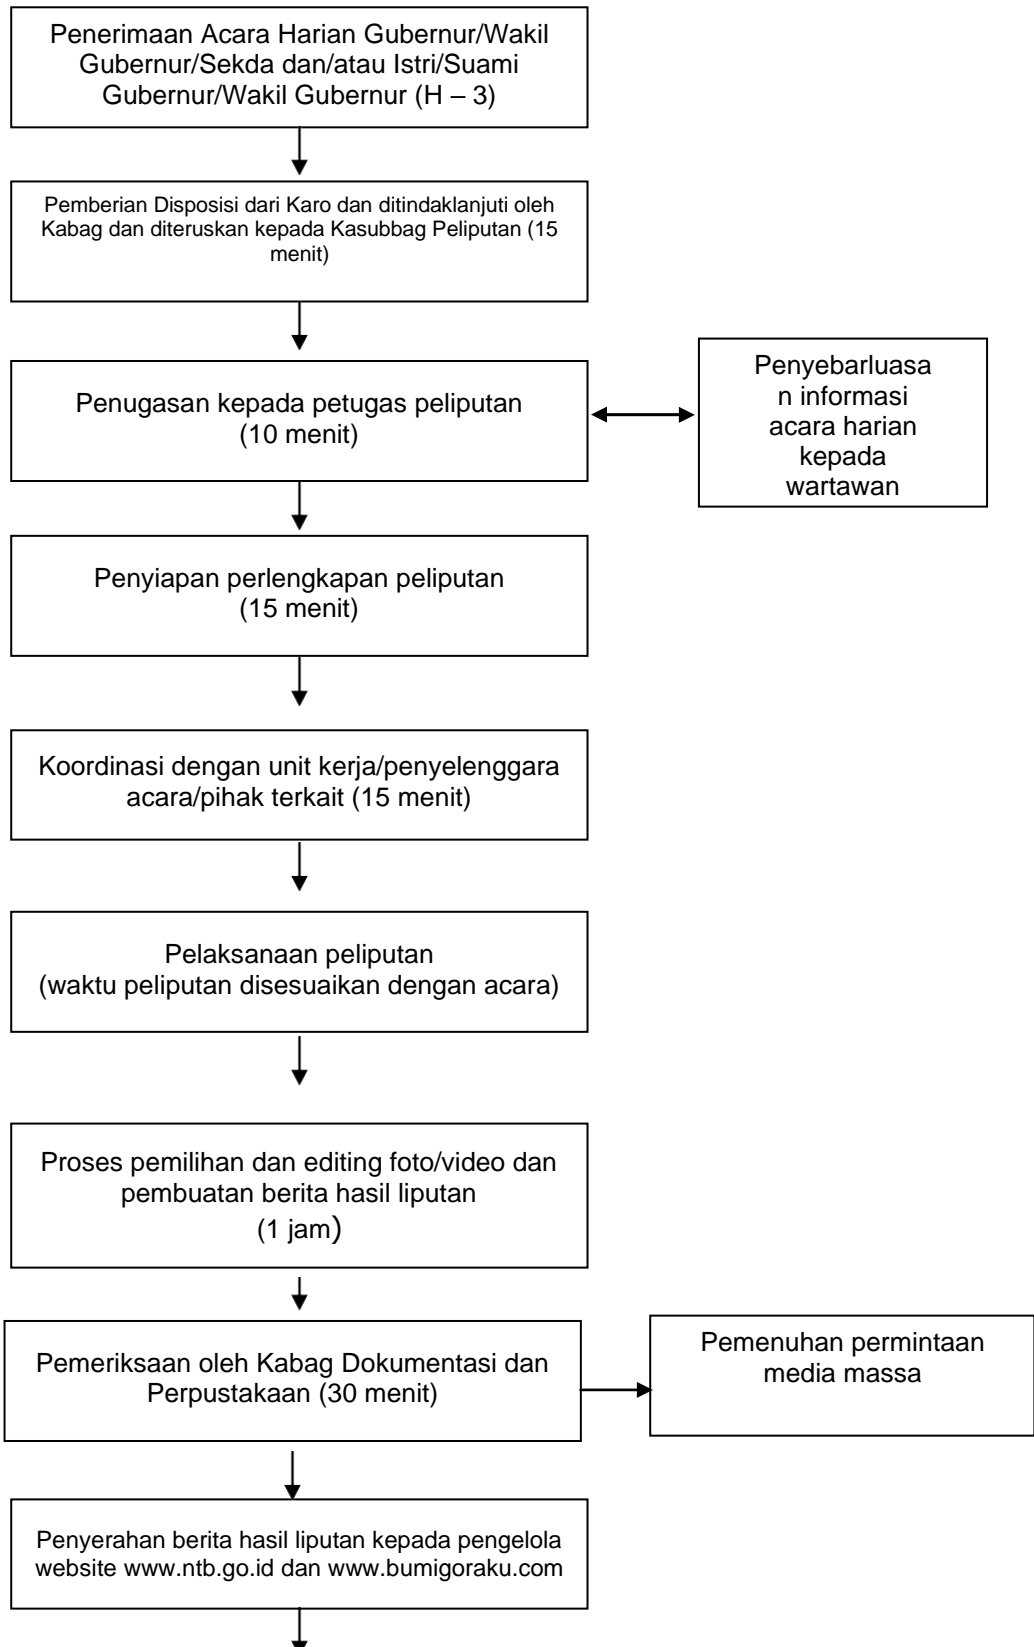 Penerimaan Acara Harian Gubernur/Wakil
Gubernur/Sekda dan/atau Istri/Suami
Gubernur/Wakil Gubernur (H – 3)
Pemberian Disposisi dari Karo dan ditindaklanjuti oleh
Kabag dan diteruskan kepada Kasubbag Peliputan (15
menit)
Penugasan kepada petugas peliputan
(10 menit)
Penyebarluasa
n informasi
acara harian
kepada
wartawan
Penyiapan perlengkapan peliputan
(15 menit)
Koordinasi dengan unit kerja/penyelenggara
acara/pihak terkait (15 menit)
Pelaksanaan peliputan
(waktu peliputan disesuaikan dengan acara)
Proses pemilihan dan editing foto/video dan
pembuatan berita hasil liputan
(1 jam)
Pemeriksaan oleh Kabag Dokumentasi dan
Perpustakaan (30 menit)
Pemenuhan permintaan
media massa
Penyerahan berita hasil liputan kepada pengelola
website www.ntb.go.id dan www.bumigoraku.com